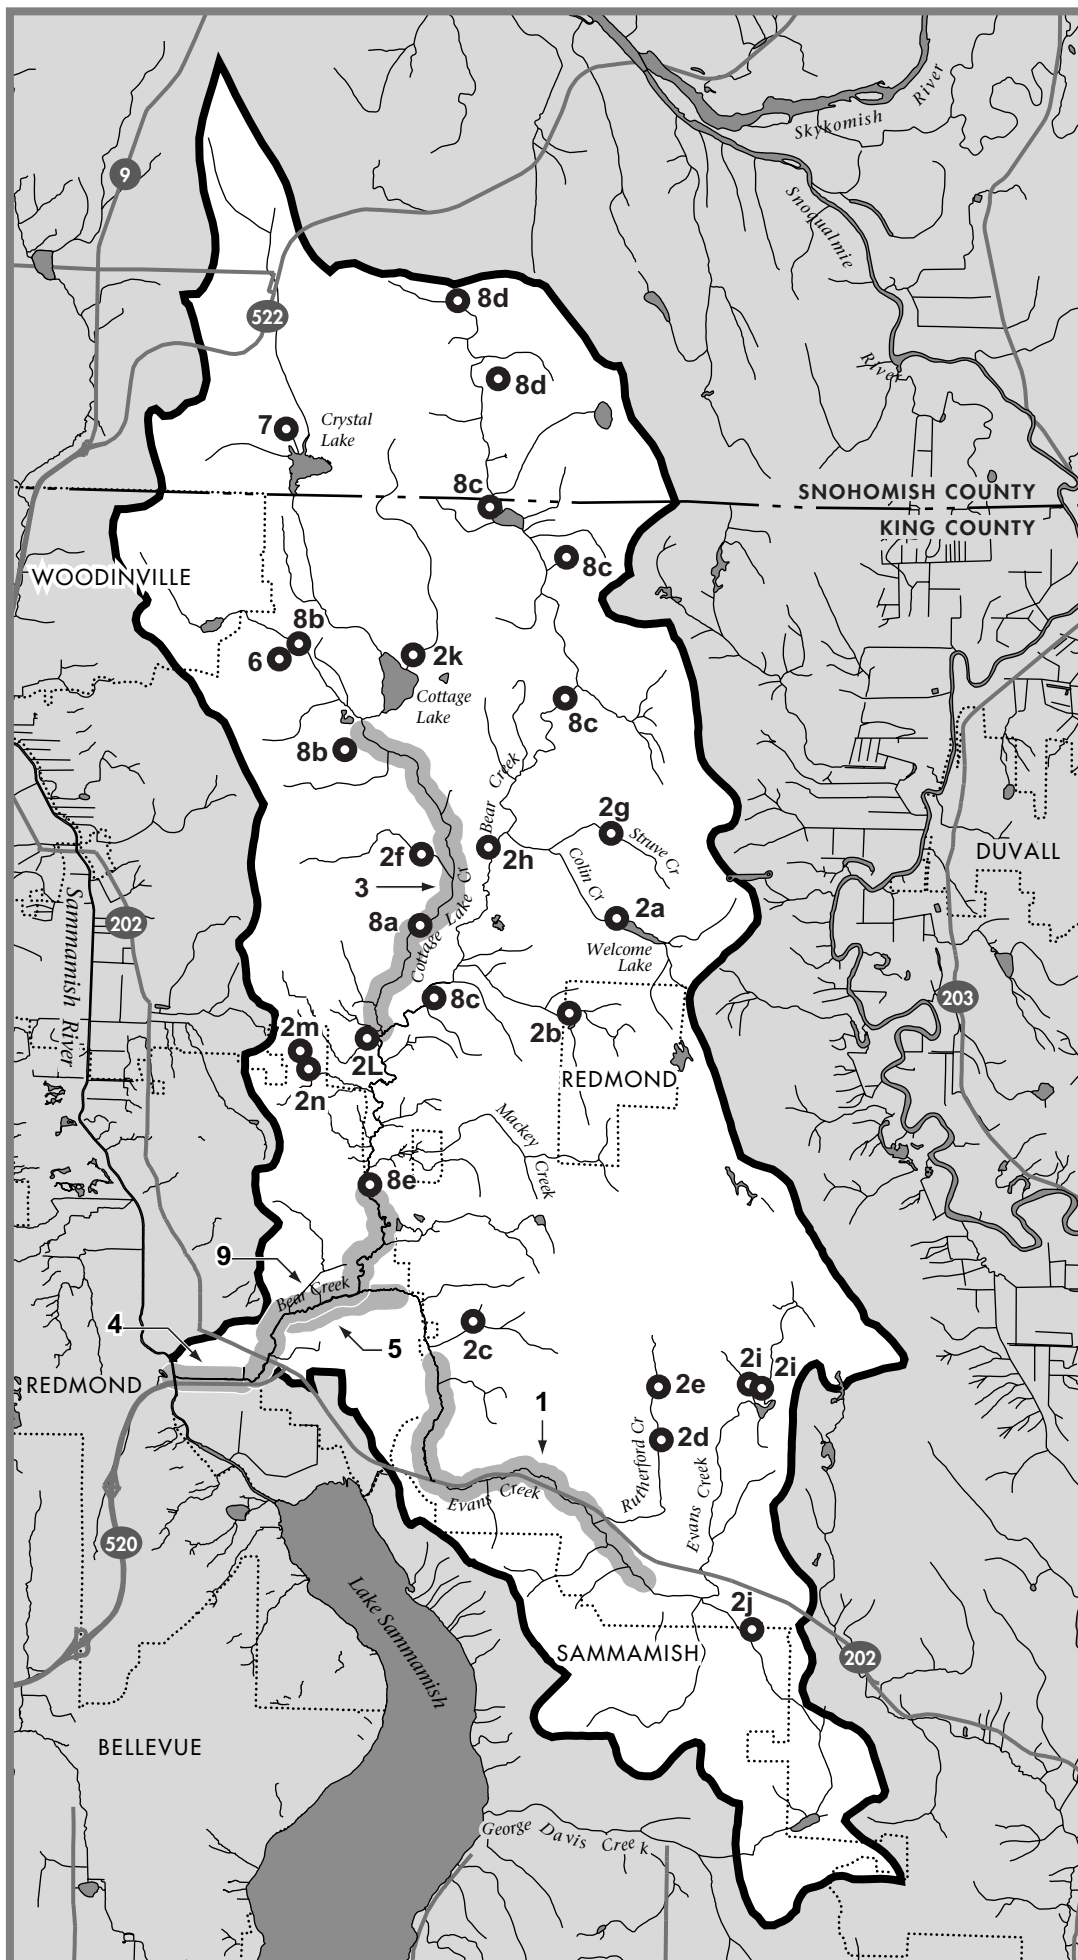 Skykomish
River
9
Snoqualmie
River
522
8d
8d
7
Crystal
Lake
8c
SNOHOMISH COUNTY
KING COUNTY
8c
WOODINVILLE
8b
6
2k
Cottage
Lake
8c
8b
Bear Creek
2g
Struve Cr
2f
2h
Colin Cr
DUVALL
3
Cottage Lake Cr
8a
2a
Welcome
Lake
202
Sammamish River
8c
203
2b
2m
2L
2n
REDMOND
Mackey
Creek
8e
9
Bear Creek
4
5
2c
REDMOND
2i
2i
2e
1
2d
Rutherford Cr
Evans Creek
Evans Creek
520
Lake Sammamish
2j
SAMMAMISH
202
BELLEVUE
George Davis Creek